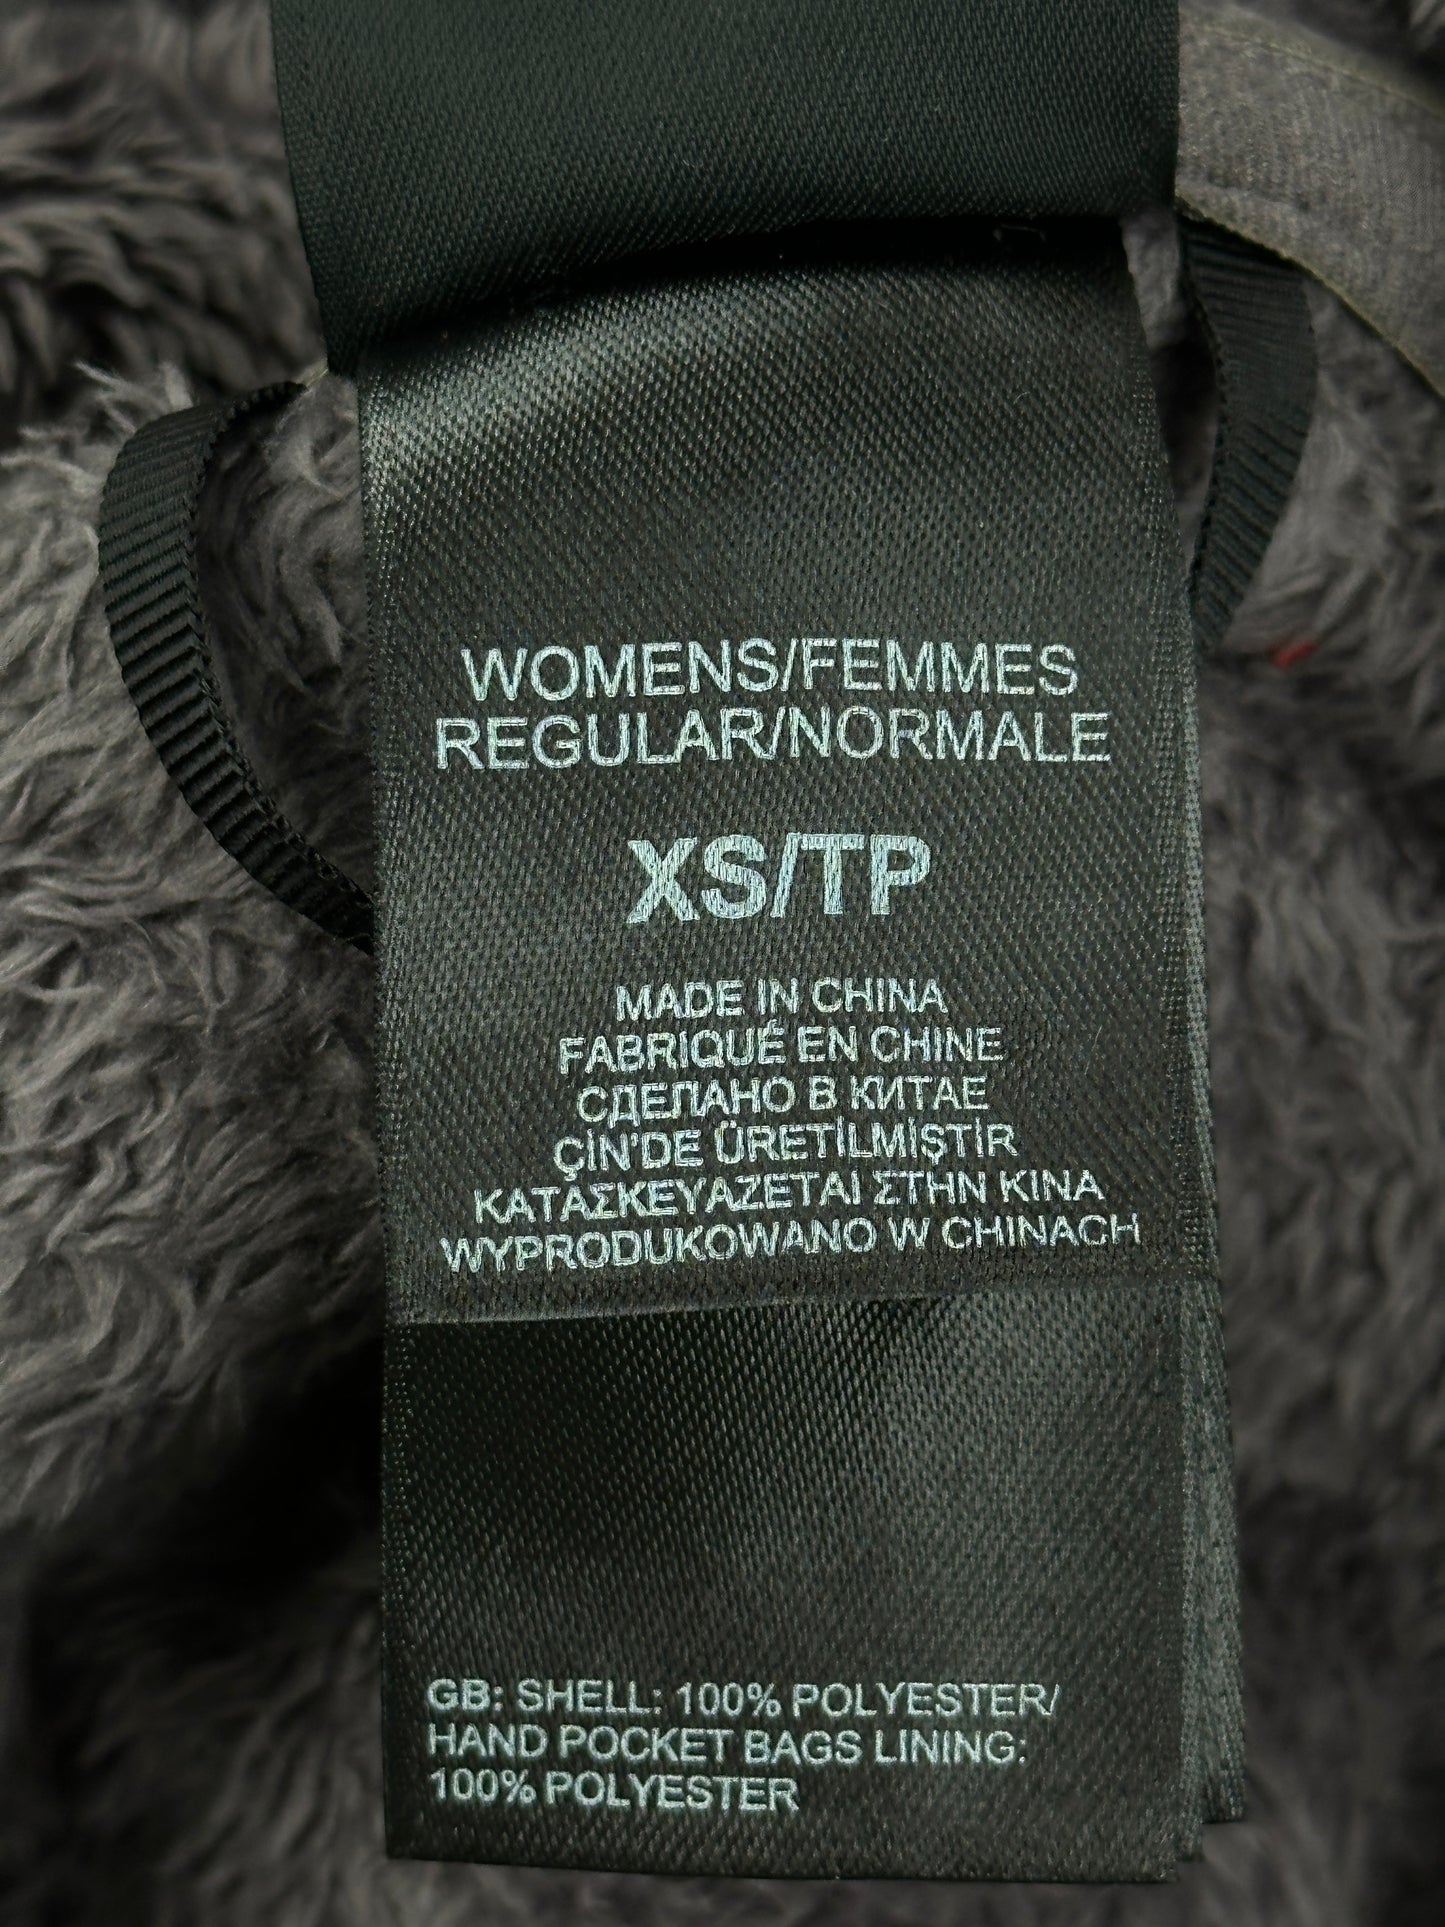 WOMENS/FEMMES
REGULAR/NORMALE
XS/TP
MADE IN CHINA
FABRIQUÉ EN CHINE
СДЕЛАНО В КИТАЕ
ÇİN'DE ÜRETİLMİŞTİR
ΚΑΤΑΣΚΕΥΑΖΕΤΑΙ ΣΤΗΝ ΚΙΝΑ
WYPRODUKOWANO W CHINACH
GB: SHELL: 100% POLYESTER/
HAND POCKET BAGS LINING:
100% POLYESTER